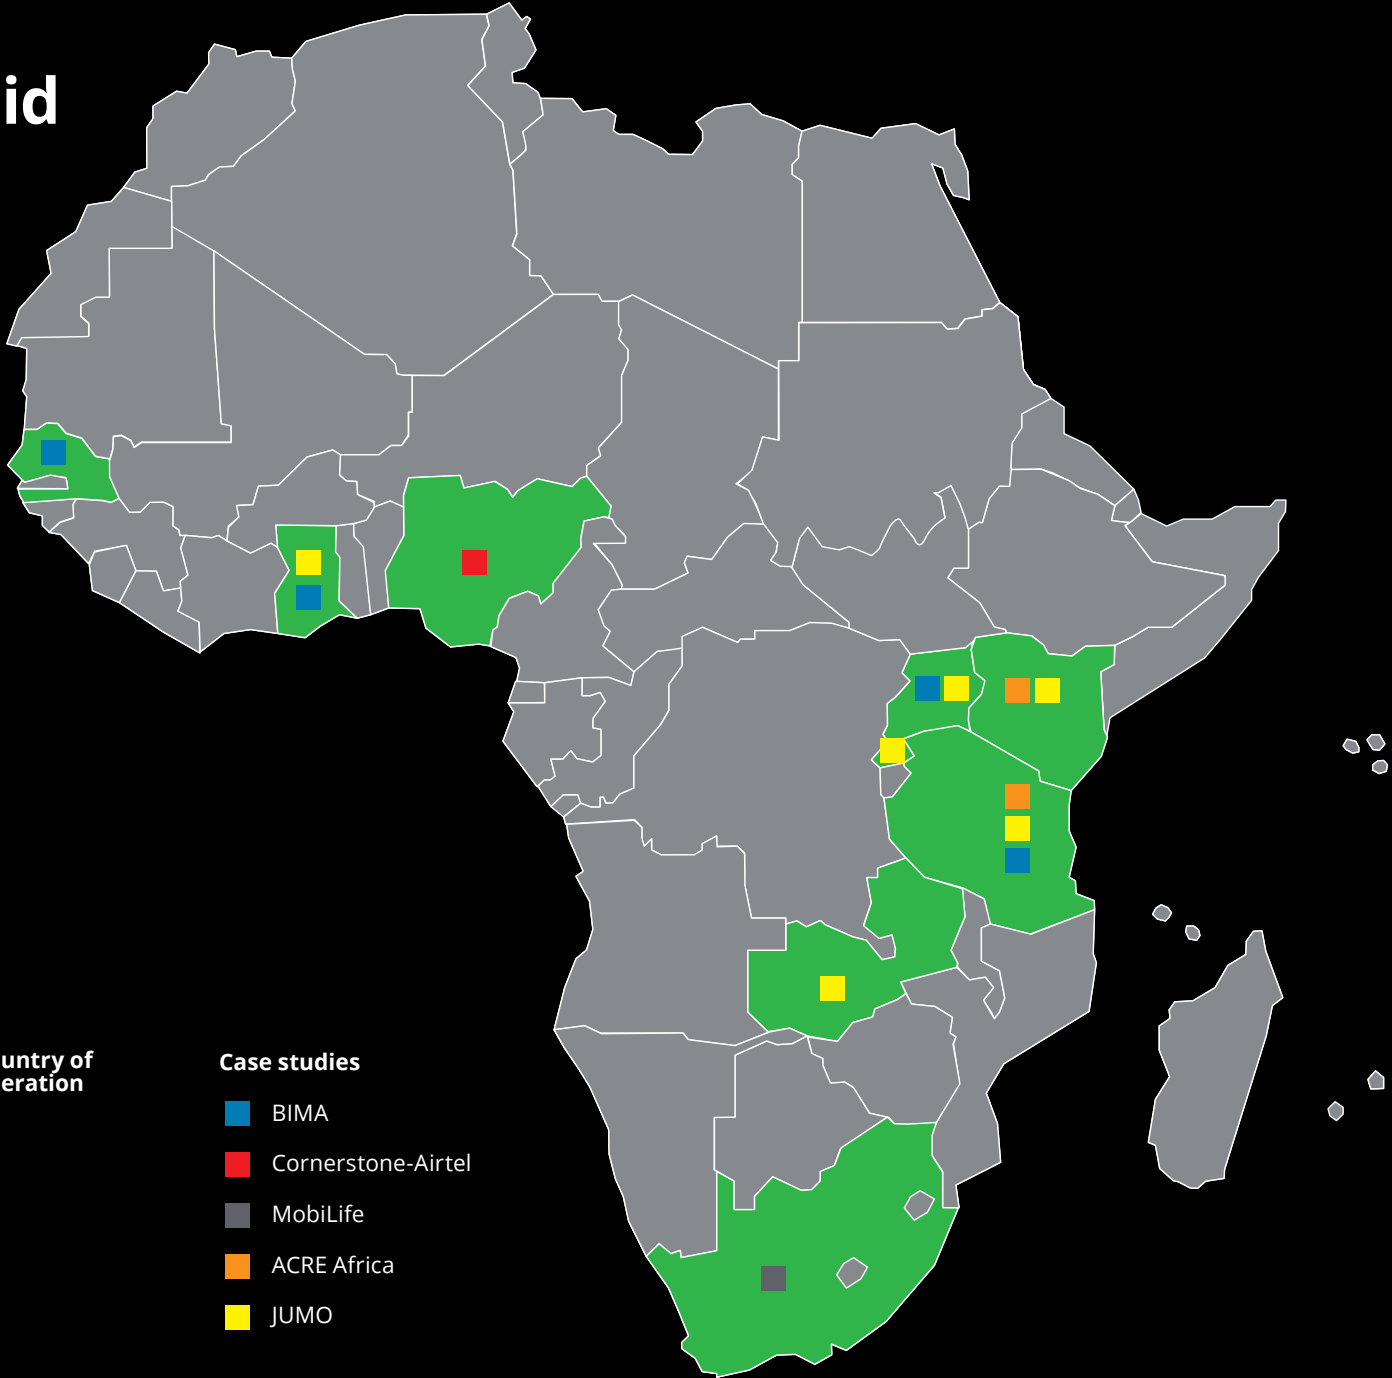 id
untry of
eration
Case studies
BIMA
Cornerstone-Airtel
MobiLife
ACRE Africa
JUMO